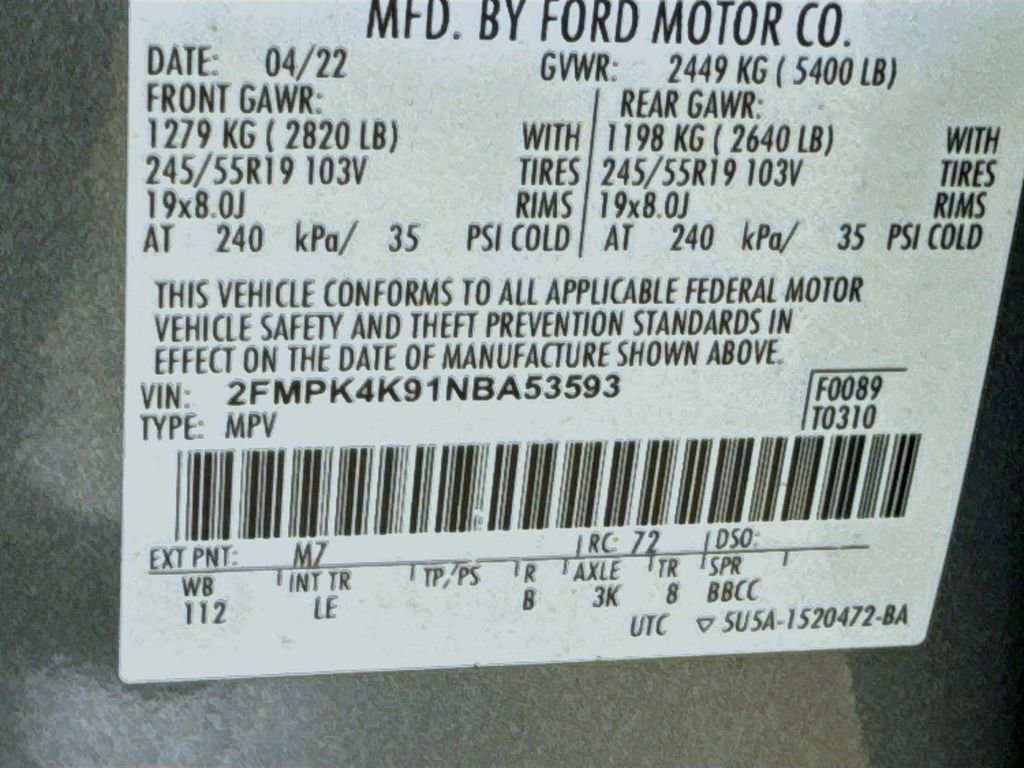 MFD. BY FORD MOTOR CO.
DATE: 04/22 GVWR: 2449 KG ( 5400 LB)
FRONT GAWR: REAR GAWR:
1279 KG ( 2820 LB) WITH 1198 KG ( 2640 LB) WITH
245/55R19 103V TIRES 245/55R19 103V TIRES
19x8.0J RIMS 19x8.0J RIMS
AT 240 kPa/ 35 PSI COLD AT 240 kPa/ 35 PSI COLD
THIS VEHICLE CONFORMS TO ALL APPLICABLE FEDERAL MOTOR
VEHICLE SAFETY AND THEFT PREVENTION STANDARDS IN
EFFECT ON THE DATE OF MANUFACTURE SHOWN ABOVE.
VIN: 2FMPK4K91NBA53593 F0089
TYPE: MPV T0310
EXT PNT: M7 RC: 72 DSO:
WB INT TR TP/PS R AXLE TR SPR
112 LE B 3K 8 BBCC
UTC ▽ 5U5A-1520472-BA